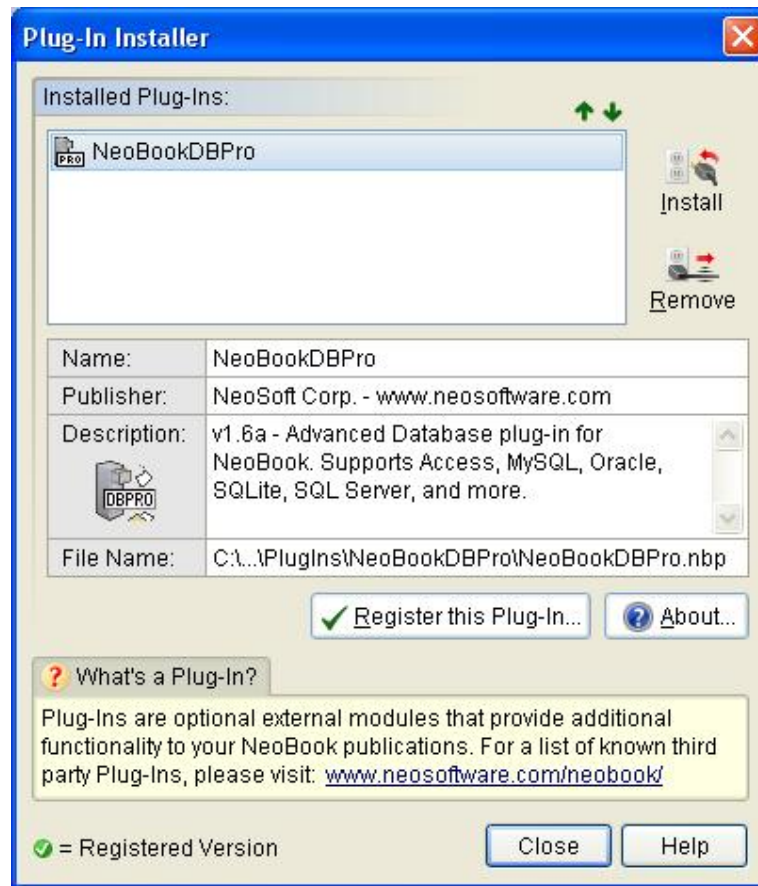 Plug-In Installer
Installed Plug-Ins:
PRO NeoBookDBPro
Install
Remove
Name: NeoBookDBPro
Publisher: NeoSoft Corp. - www.neosoftware.com
Description: v1.6a - Advanced Database plug-in for
NeoBook. Supports Access, MySQL, Oracle,
SQLite, SQL Server, and more.
DBPRO
File Name: C:\...\PlugIns\NeoBookDBPro\NeoBookDBPro.nbp
Register this Plug-In...
? About...
? What's a Plug-In?
Plug-Ins are optional external modules that provide additional
functionality to your NeoBook publications. For a list of known third
party Plug-Ins, please visit: www.neosoftware.com/neobook/
= Registered Version
Close
Help